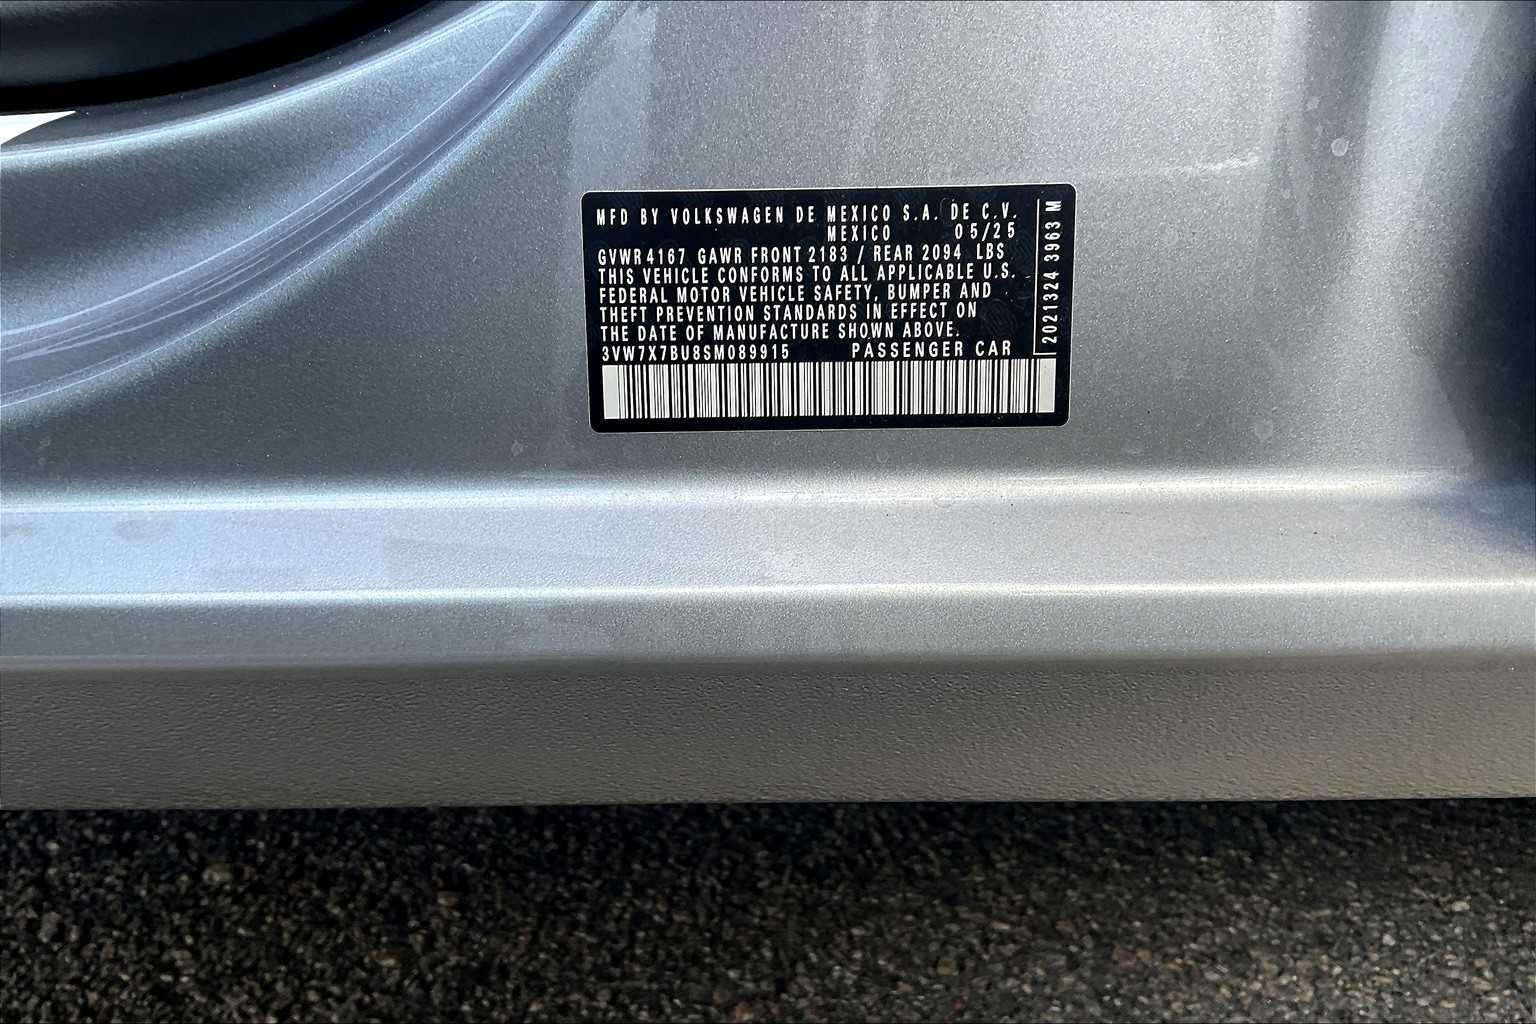 MFD BY VOLKSWAGEN DE MEXICO S.A. DE C.V.
MEXICO 05/25
GVWR 4167 GAWR FRONT 2183 / REAR 2094 LBS
THIS VEHICLE CONFORMS TO ALL APPLICABLE U.S.
FEDERAL MOTOR VEHICLE SAFETY, BUMPER AND
THEFT PREVENTION STANDARDS IN EFFECT ON
THE DATE OF MANUFACTURE SHOWN ABOVE.
3VW7X7BU8SM089915 PASSENGER CAR
2021324 3963 M